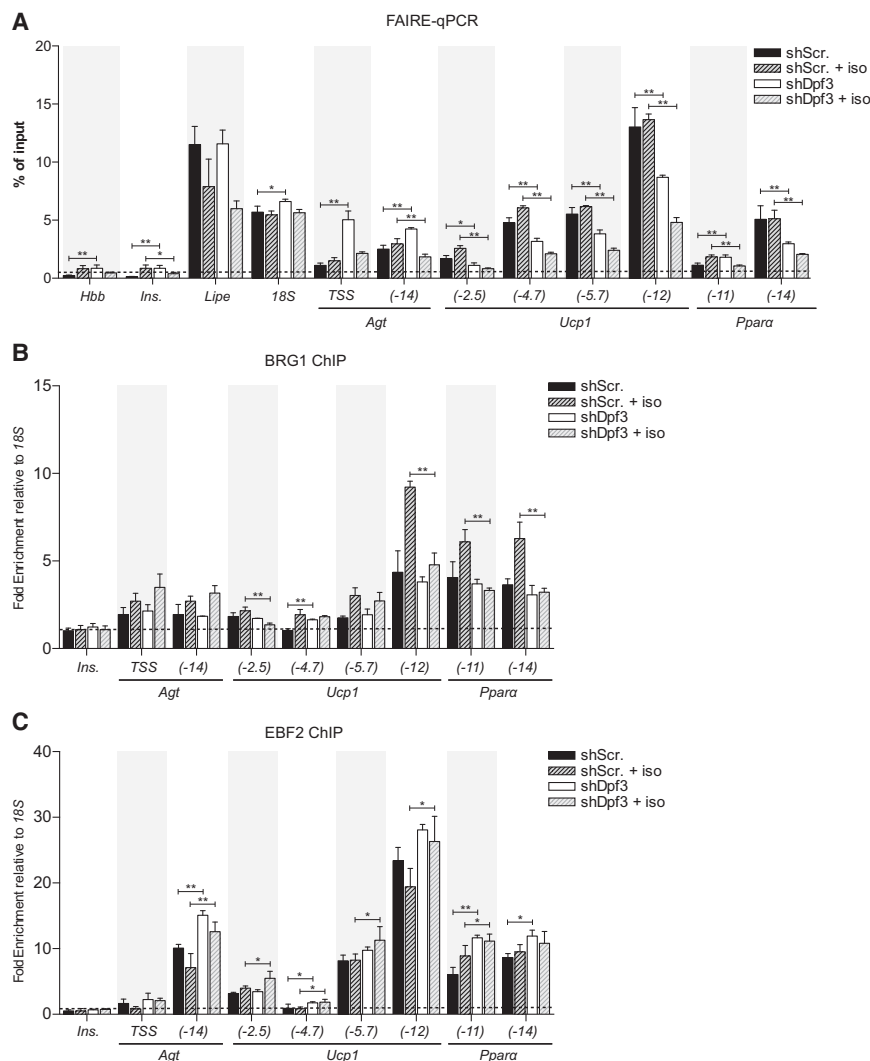 A
FAIRE-qPCR
% of input
20
15
10
5
0
shScr.
shScr. + iso
shDpf3
shDpf3 + iso
** ** * * ** ** ** * ** ** ** ** ** ** ** ** ** ** **
Hbb Ins. Lipe 18S TSS (-14) (-2.5) (-4.7) (-5.7) (-12) (-11) (-14)
Agt Ucp1 Pparα
B
BRG1 ChIP
Fold Enrichment relative to 18S
15
10
5
0
shScr.
shScr. + iso
shDpf3
shDpf3 + iso
** ** ** ** **
Ins. TSS (-14) (-2.5) (-4.7) (-5.7) (-12) (-11) (-14)
Agt Ucp1 Pparα
C
EBF2 ChIP
Fold Enrichment relative to 18S
40
30
20
10
0
shScr.
shScr. + iso
shDpf3
shDpf3 + iso
** ** * * * * * ** * *
Ins. TSS (-14) (-2.5) (-4.7) (-5.7) (-12) (-11) (-14)
Agt Ucp1 Pparα